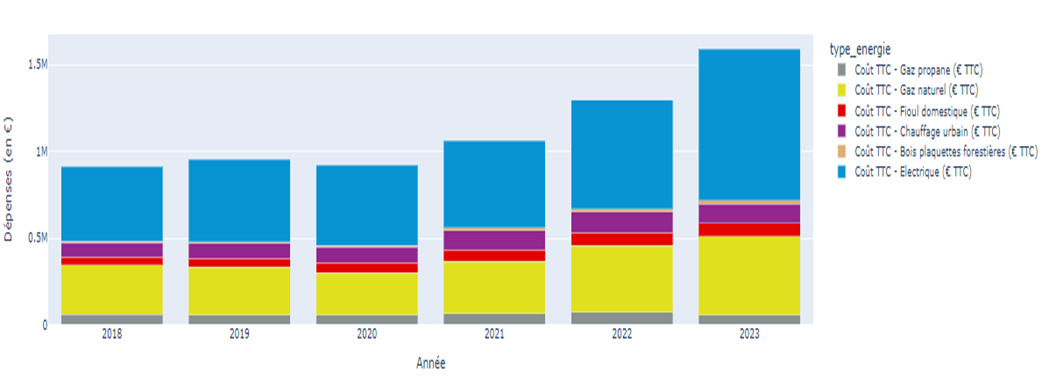 type_energie
Coût TTC - Gaz propane (€ TTC)
Coût TTC - Gaz naturel (€ TTC)
Coût TTC - Fioul domestique (€ TTC)
Coût TTC - Chauffage urbain (€ TTC)
Coût TTC - Bois plaquettes forestières (€ TTC)
Coût TTC - Electrique (€ TTC)
Dépenses (en €)
1.5M
1M
0.5M
0
2018 2019 2020 2021 2022 2023
Année